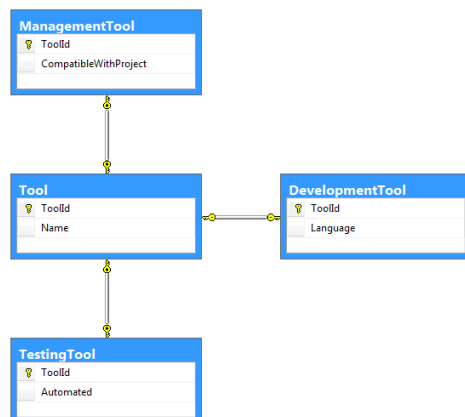 ManagementTool
ToolId
CompatibleWithProject
Tool
ToolId
Name
DevelopmentTool
ToolId
Language
TestingTool
ToolId
Automated